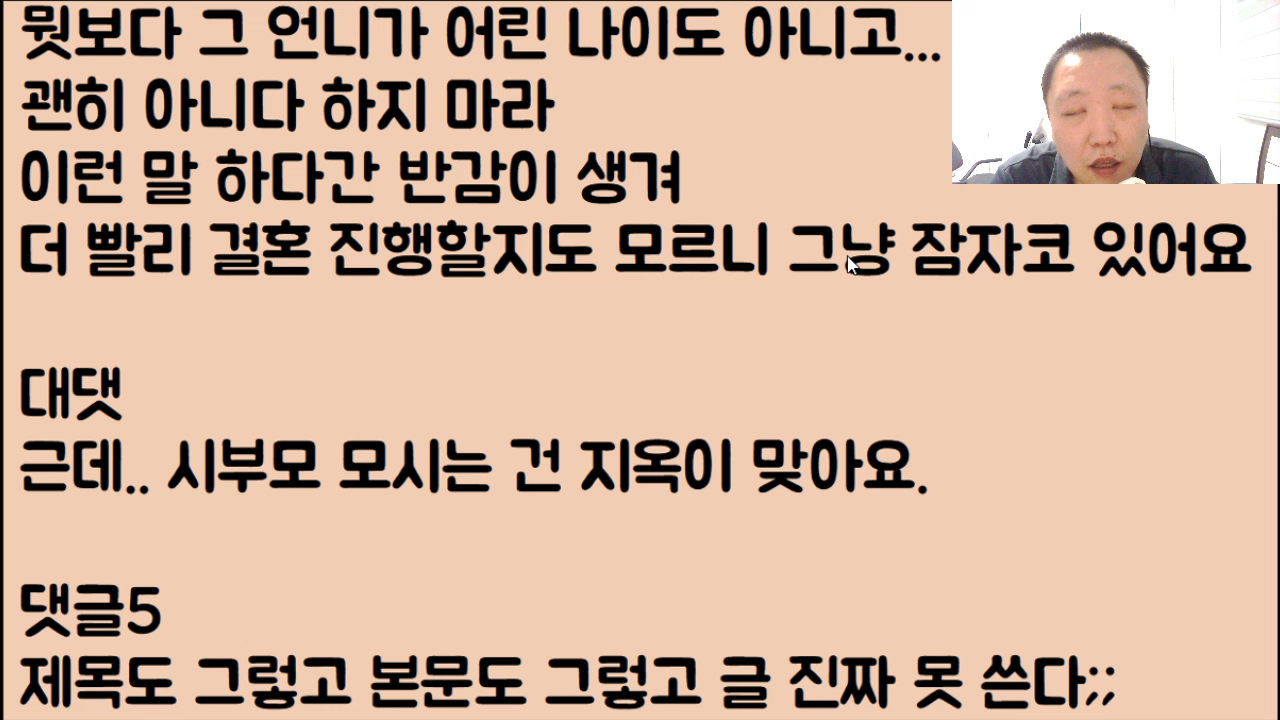 뭣보다 그 언니가 어린 나이도 아니고...
괜히 아니다 하지 마라
이런 말 하다간 반감이 생겨
더 빨리 결혼 진행할지도 모르니 그냥 잠자코 있어요
대댓
근데.. 시부모 모시는 건 지옥이 맞아요.
댓글5
제목도 그렇고 본문도 그렇고 글 진짜 못 쓴다;;